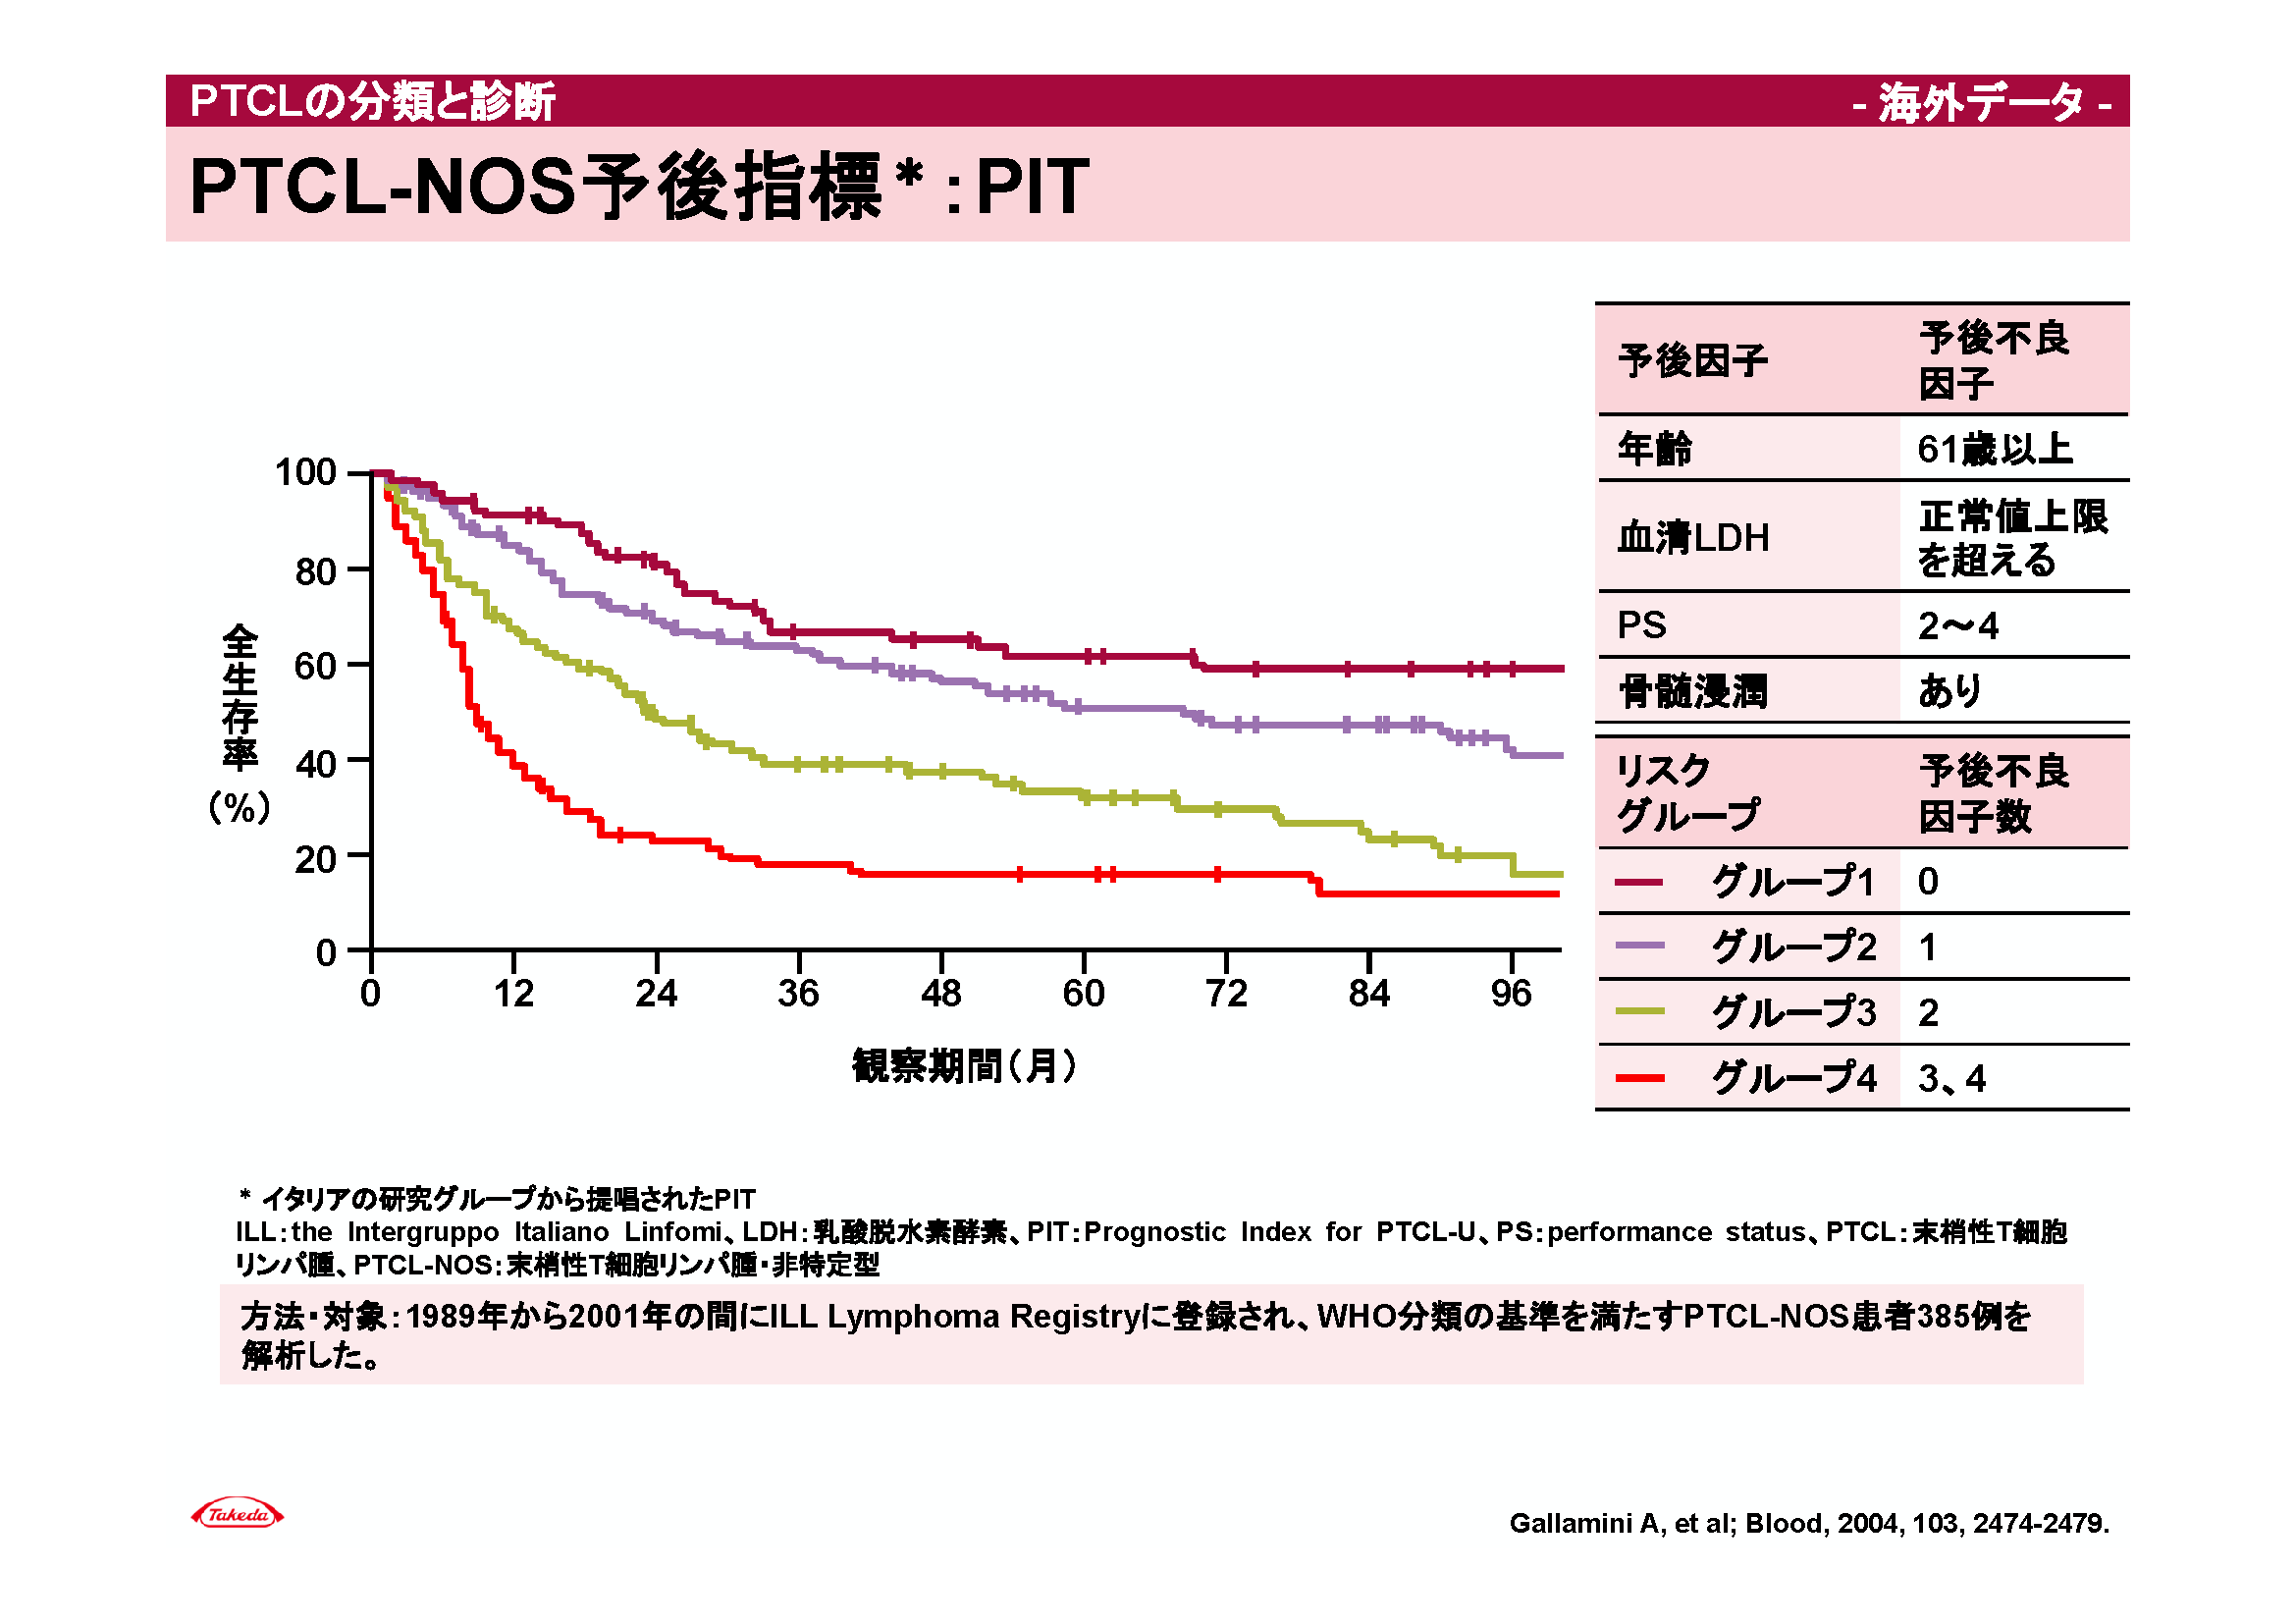 PTCLの分類と診断
- 海外データ -
PTCL-NOS予後指標*：PIT
全生存率
（%）
100
80
60
40
20
0
0 12 24 36 48 60 72 84 96
観察期間（月）
予後因子 予後不良
因子
年齢 61歳以上
血清LDH 正常値上限
を超える
PS 2～4
骨髄浸潤 あり
リスク
グループ 予後不良
因子数
グループ1 0
グループ2 1
グループ3 2
グループ4 3、4
* イタリアの研究グループから提唱されたPIT
ILL：the Intergruppo Italiano Linfomi、LDH：乳酸脱水素酵素、PIT：Prognostic Index for PTCL-U、PS：performance status、PTCL：末梢性T細胞
リンパ腫、PTCL-NOS：末梢性T細胞リンパ腫・非特定型
方法・対象：1989年から2001年の間にILL Lymphoma Registryに登録され、WHO分類の基準を満たすPTCL-NOS患者385例を
解析した。
Takeda
Gallamini A, et al; Blood, 2004, 103, 2474-2479.